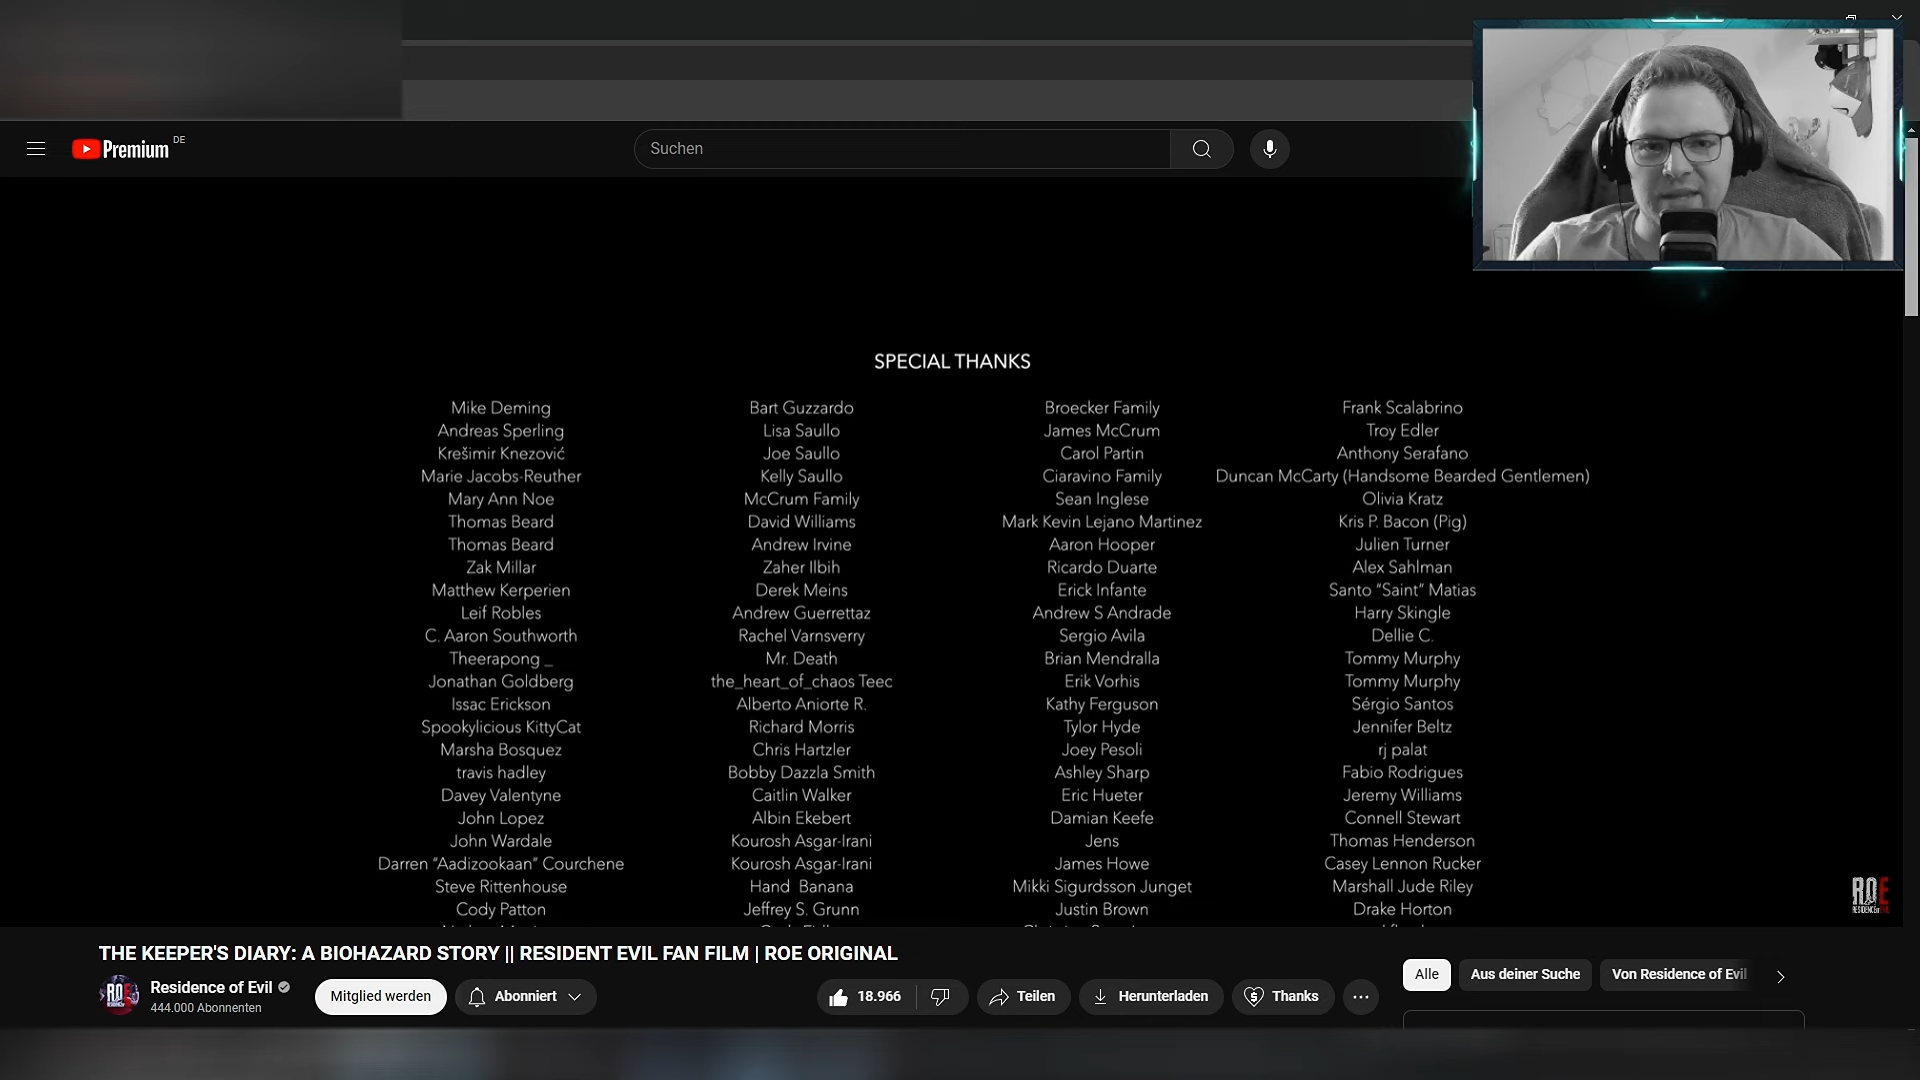 Premium DE
Suchen
SPECIAL THANKS
Mike Deming
Andreas Sperling
Krešimir Knezović
Marie Jacobs-Reuther
Mary Ann Noe
Thomas Beard
Thomas Beard
Zak Millar
Matthew Kerperien
Leif Robles
C. Aaron Southworth
Theerapong _
Jonathan Goldberg
Issac Erickson
Spookylicious KittyCat
Marsha Bosquez
travis hadley
Davey Valentyne
John Lopez
John Wardale
Darren “Aadizookaan” Courchene
Steve Rittenhouse
Cody Patton
Bart Guzzardo
Lisa Saullo
Joe Saullo
Kelly Saullo
McCrum Family
David Williams
Andrew Irvine
Zaher Ilbih
Derek Meins
Andrew Guerrettaz
Rachel Varnsverry
Mr. Death
the_heart_of_chaos Teec
Alberto Aniorte R.
Richard Morris
Chris Hartzler
Bobby Dazzla Smith
Caitlin Walker
Albin Ekebert
Kourosh Asgar-Irani
Kourosh Asgar-Irani
Hand Banana
Jeffrey S. Grunn
Broecker Family
James McCrum
Carol Partin
Ciaravino Family
Sean Inglese
Mark Kevin Lejano Martinez
Aaron Hooper
Ricardo Duarte
Erick Infante
Andrew S Andrade
Sergio Avila
Brian Mendralla
Erik Vorhis
Kathy Ferguson
Tylor Hyde
Joey Pesoli
Ashley Sharp
Eric Hueter
Damian Keefe
Jens
James Howe
Mikki Sigurdsson Junget
Justin Brown
Frank Scalabrino
Troy Edler
Anthony Serafano
Duncan McCarty (Handsome Bearded Gentlemen)
Olivia Kratz
Kris P. Bacon (Pig)
Julien Turner
Alex Sahlman
Santo “Saint” Matias
Harry Skingle
Dellie C.
Tommy Murphy
Tommy Murphy
Sérgio Santos
Jennifer Beltz
rj palat
Fabio Rodrigues
Jeremy Williams
Connell Stewart
Thomas Henderson
Casey Lennon Rucker
Marshall Jude Riley
Drake Horton
ROE
RESIDENCE of EVIL
THE KEEPER'S DIARY: A BIOHAZARD STORY || RESIDENT EVIL FAN FILM | ROE ORIGINAL
ROE
Residence of Evil
444.000 Abonnenten
Mitglied werden
Abonniert
18.966
Teilen
Herunterladen
Thanks
Alle
Aus deiner Suche
Von Residence of Evil